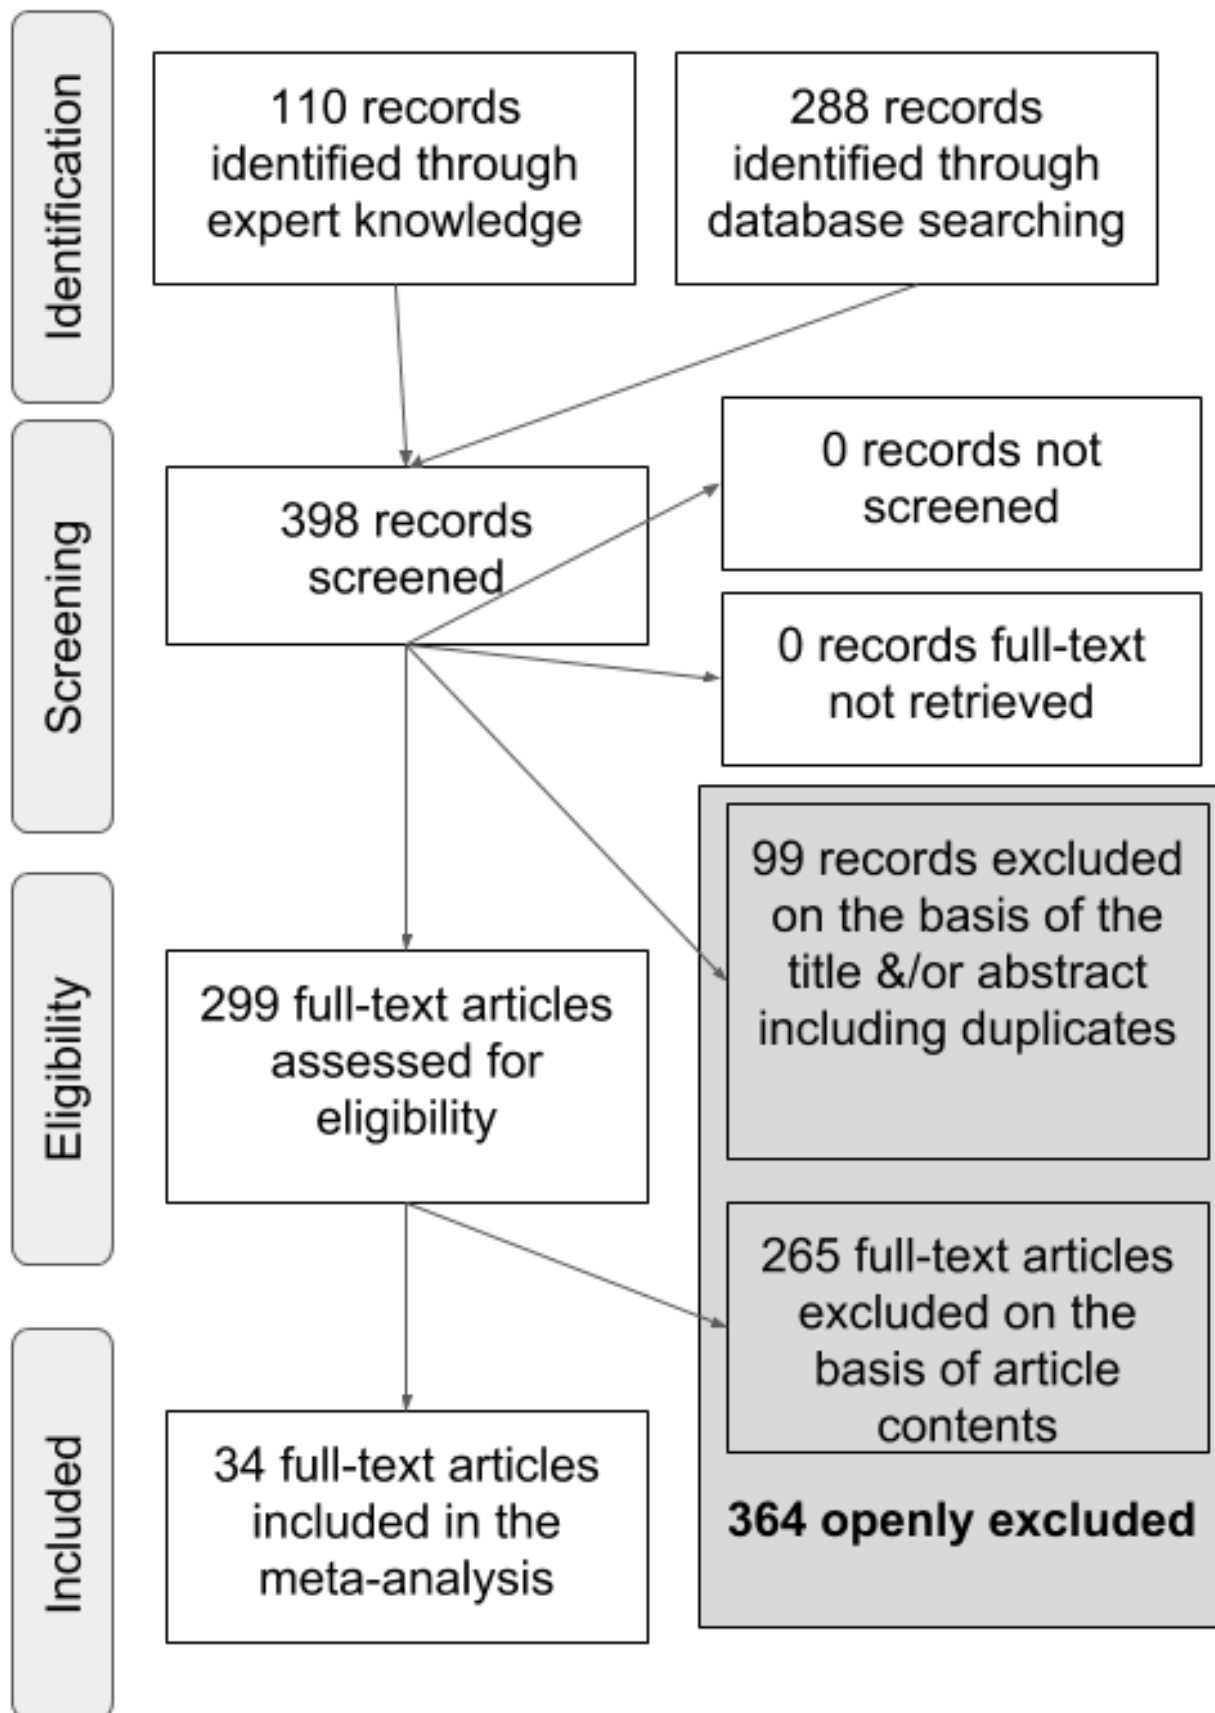 Identification
110 records
identified through
expert knowledge
288 records
identified through
database searching
Screening
398 records
screened
0 records not
screened
0 records full-text
not retrieved
99 records excluded
on the basis of the
title &/or abstract
including duplicates
Eligibility
299 full-text articles
assessed for
eligibility
265 full-text articles
excluded on the
basis of article
contents
364 openly excluded
Included
34 full-text articles
included in the
meta-analysis